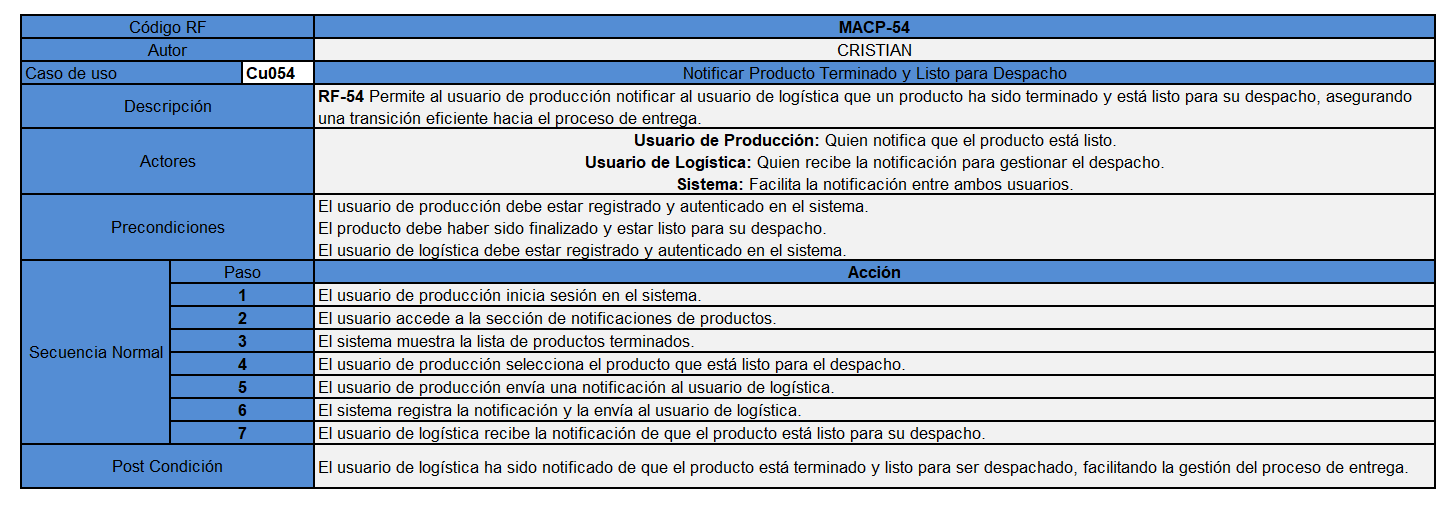 Código RF MACP-54
Autor CRISTIAN
Caso de uso Cu054 Notificar Producto Terminado y Listo para Despacho
Descripción
RF-54 Permite al usuario de producción notificar al usuario de logística que un producto ha sido terminado y está listo para su despacho, asegurando
una transición eficiente hacia el proceso de entrega.
Actores
Usuario de Producción: Quien notifica que el producto está listo.
Usuario de Logística: Quien recibe la notificación para gestionar el despacho.
Sistema: Facilita la notificación entre ambos usuarios.
Precondiciones
El usuario de producción debe estar registrado y autenticado en el sistema.
El producto debe haber sido finalizado y estar listo para su despacho.
El usuario de logística debe estar registrado y autenticado en el sistema.
Secuencia Normal
Paso Acción
1 El usuario de producción inicia sesión en el sistema.
2 El usuario accede a la sección de notificaciones de productos.
3 El sistema muestra la lista de productos terminados.
4 El usuario de producción selecciona el producto que está listo para el despacho.
5 El usuario de producción envía una notificación al usuario de logística.
6 El sistema registra la notificación y la envía al usuario de logística.
7 El usuario de logística recibe la notificación de que el producto está listo para su despacho.
Post Condición
El usuario de logística ha sido notificado de que el producto está terminado y listo para ser despachado, facilitando la gestión del proceso de entrega.